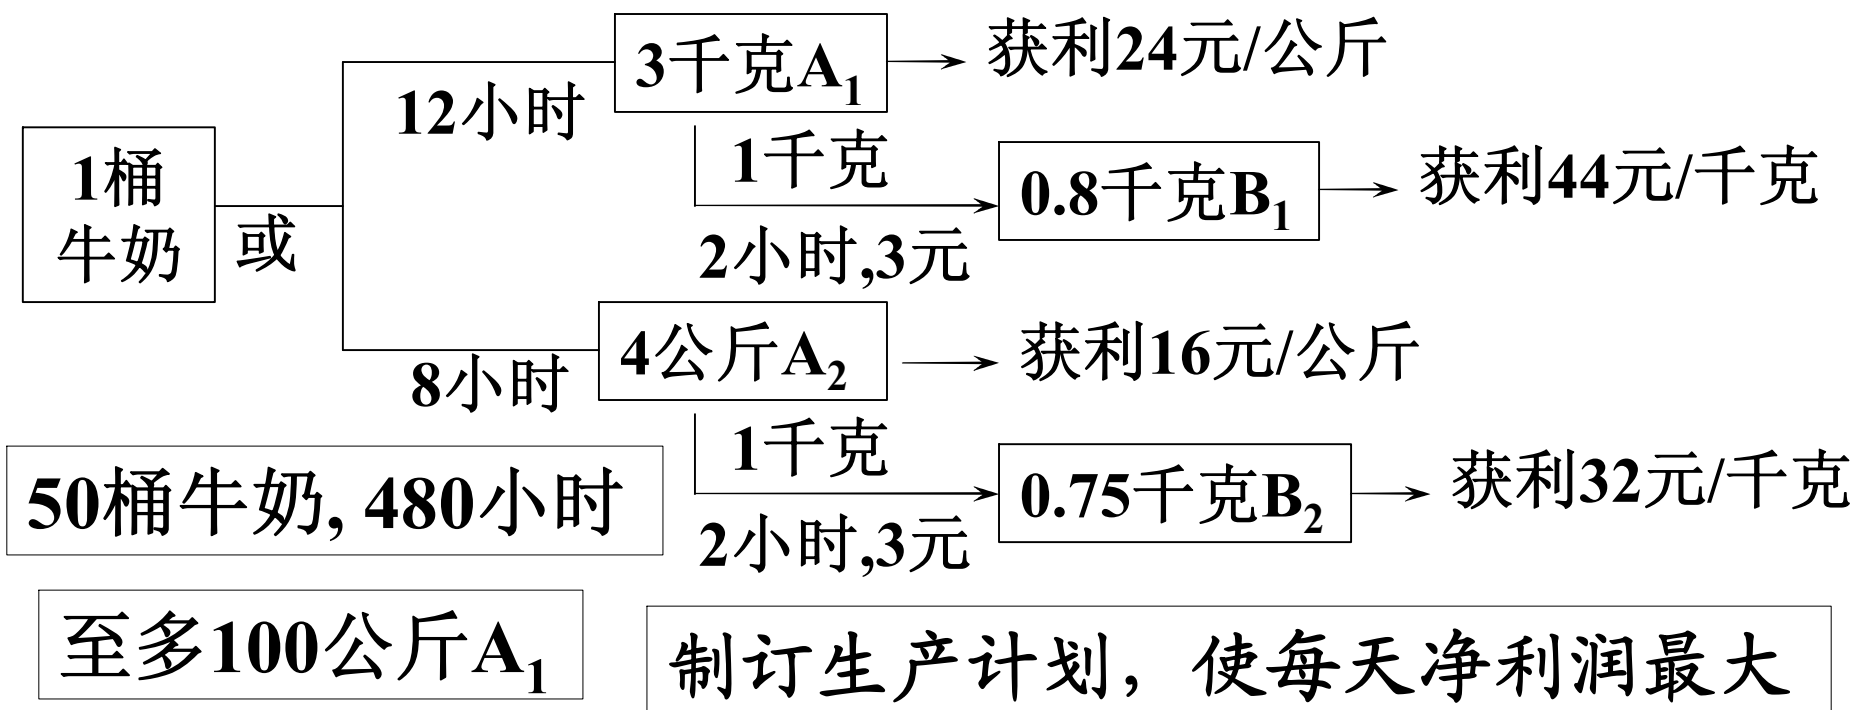 3千克A₁
获利24元/公斤
12小时
1桶
牛奶
或
1千克
0.8千克B₁
获利44元/千克
2小时,3元
4公斤A₂
获利16元/公斤
8小时
1千克
0.75千克B₂
获利32元/千克
2小时,3元
50桶牛奶, 480小时
至多100公斤A₁
制订生产计划，使每天净利润最大